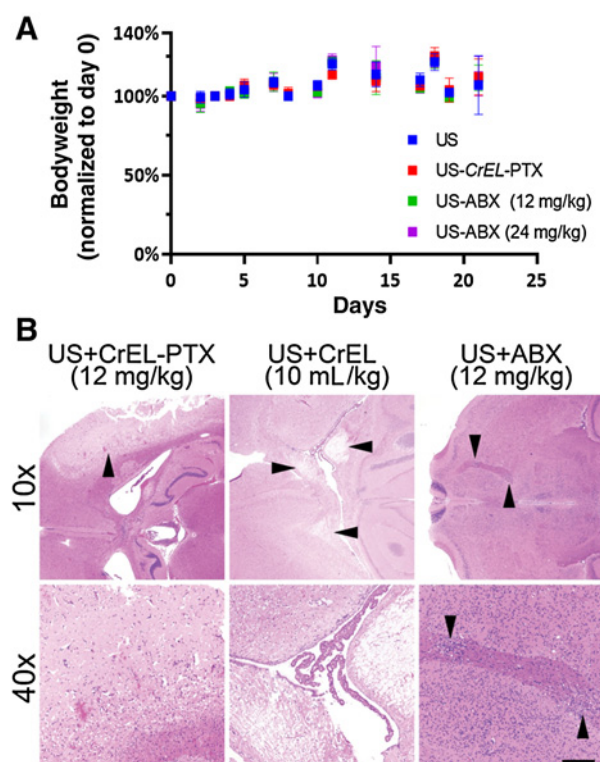 A
140%
100%
50%
0%
Bodyweight
(normalized to day 0)
US
US-CrEL-PTX
US-ABX (12 mg/kg)
US-ABX (24 mg/kg)
0 5 10 15 20 25
Days
B
US+CrEL-PTX
(12 mg/kg)
US+CrEL
(10 mL/kg)
US+ABX
(12 mg/kg)
10x
40x